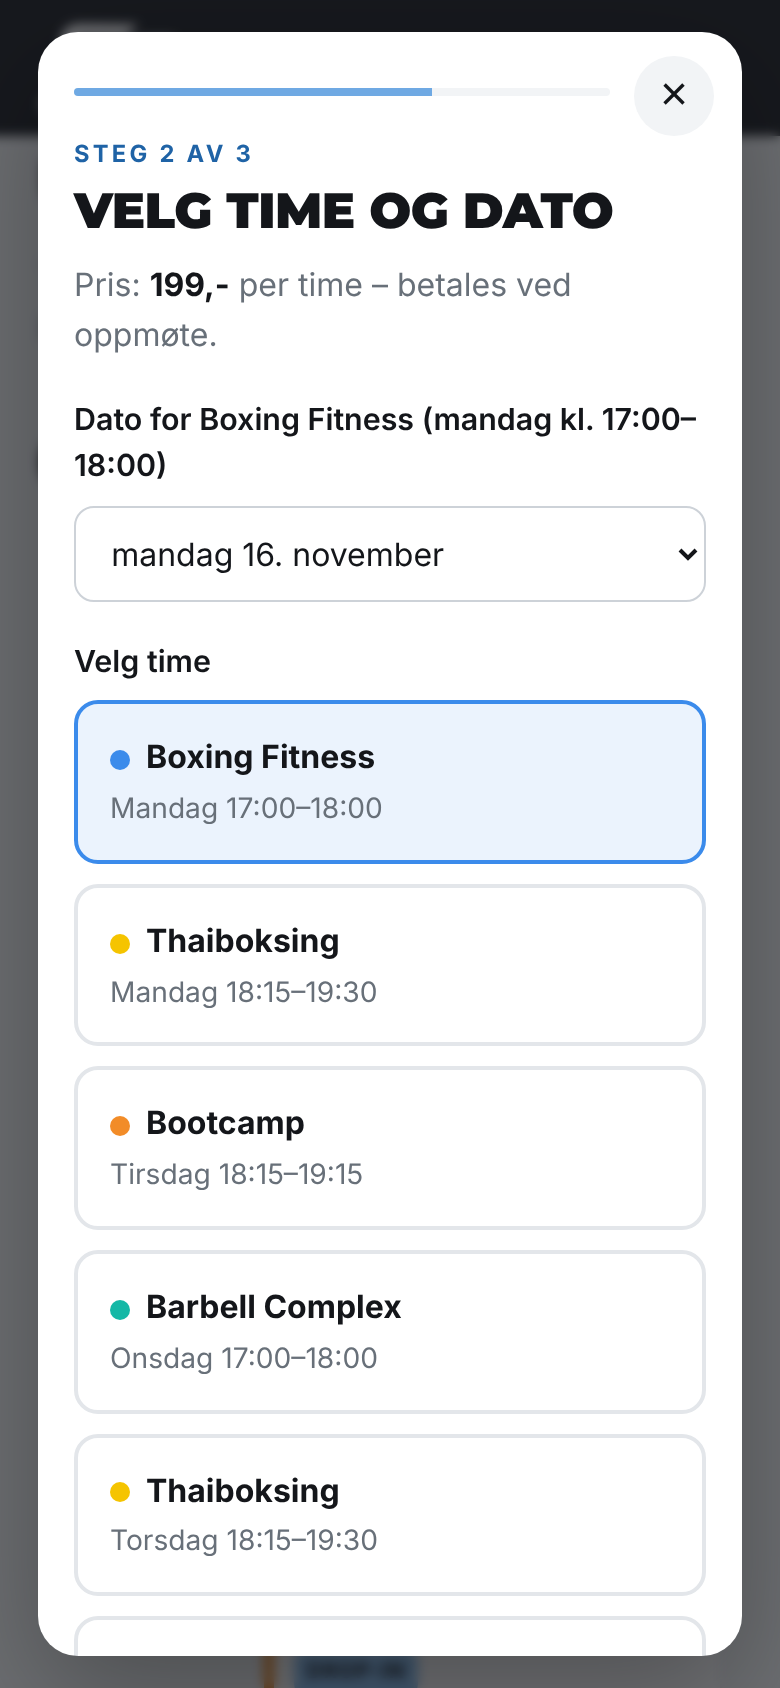 STEG 2 AV 3
VELG TIME OG DATO
Pris: 199,- per time – betales ved
oppmøte.
Dato for Boxing Fitness (mandag kl. 17:00–
18:00)
mandag 16. november
Velg time
Boxing Fitness
Mandag 17:00–18:00
Thaiboksing
Mandag 18:15–19:30
Bootcamp
Tirsdag 18:15–19:15
Barbell Complex
Onsdag 17:00–18:00
Thaiboksing
Torsdag 18:15–19:30